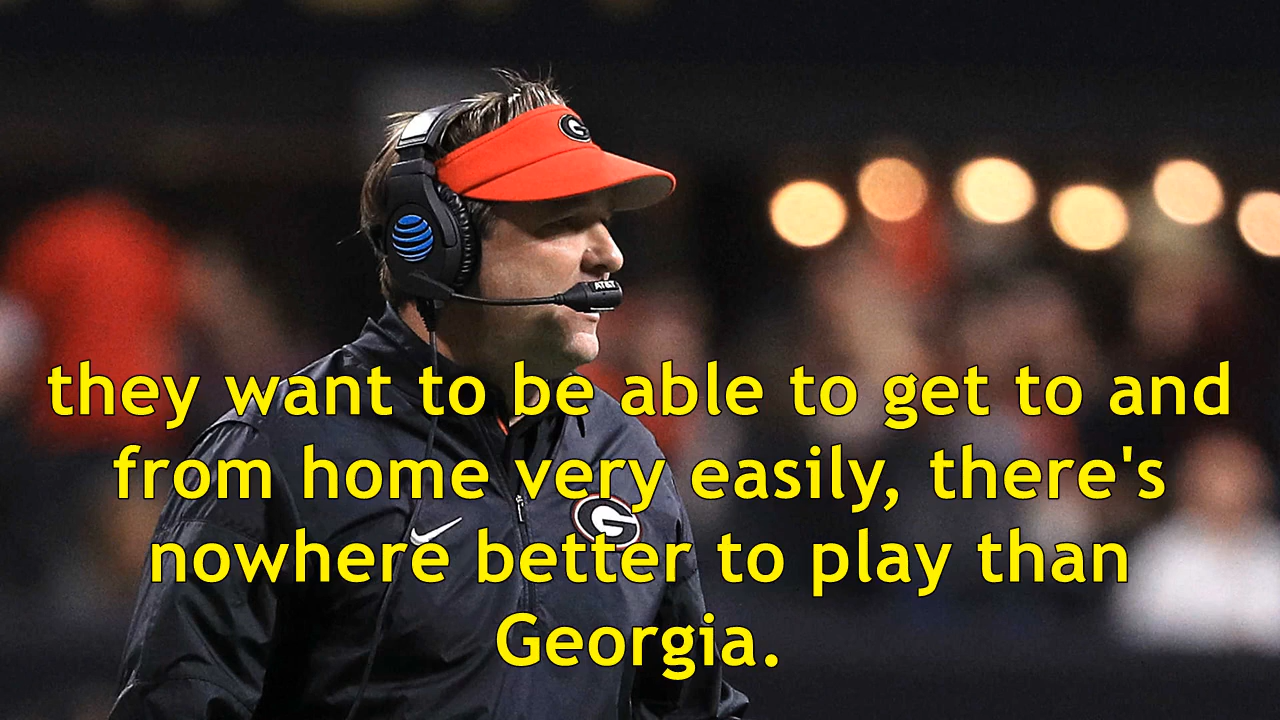 G
AT&T
they want to be able to get to and
from home very easily, there's
nowhere better to play than
Georgia.
G